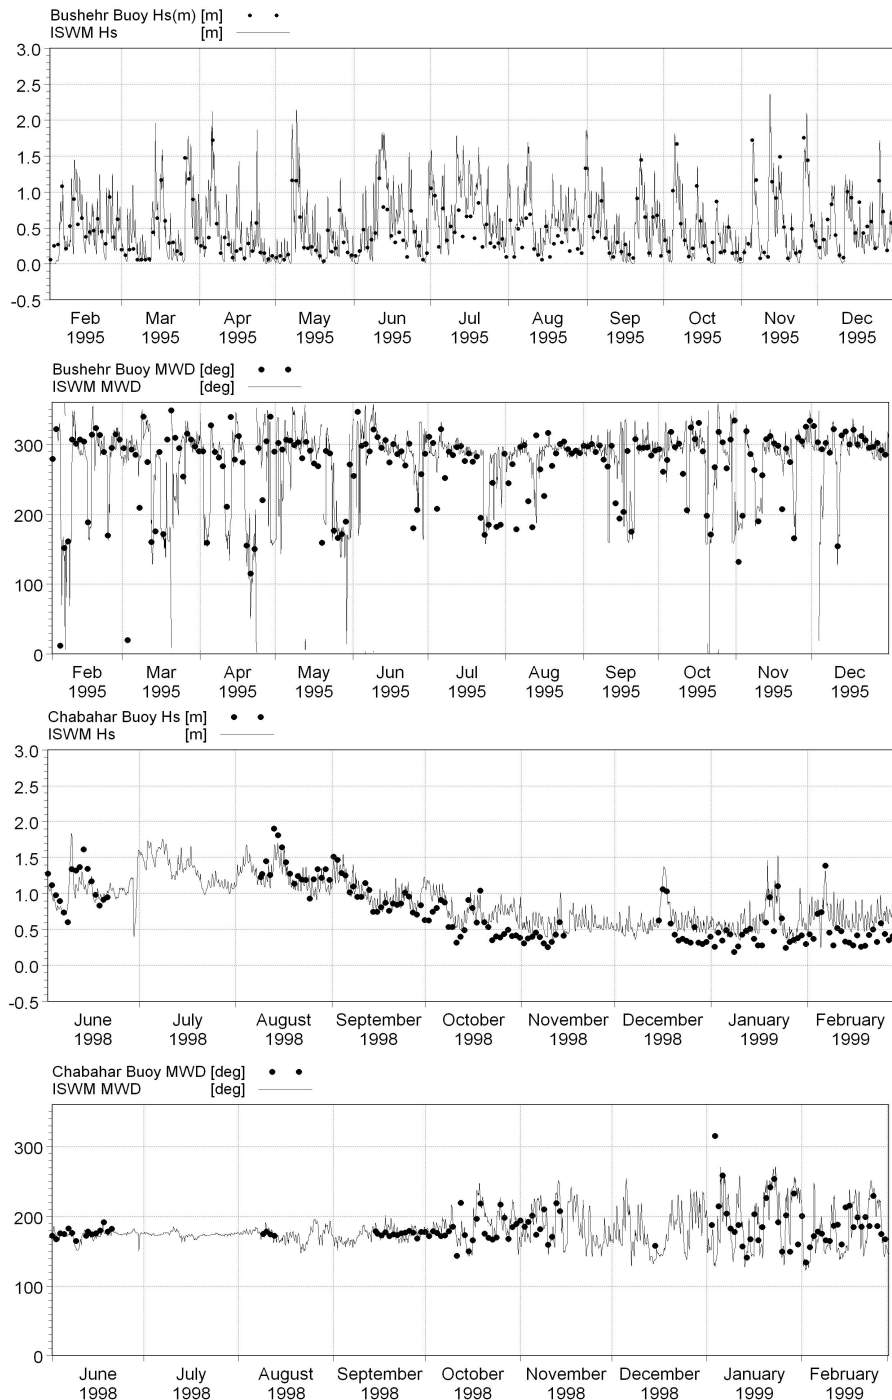 Bushehr Buoy Hs(m) [m]
ISWM Hs [m]
3.0
2.5
2.0
1.5
1.0
0.5
0.0
-0.5
Feb Mar Apr May Jun Jul Aug Sep Oct Nov Dec
1995 1995 1995 1995 1995 1995 1995 1995 1995 1995 1995
Bushehr Buoy MWD [deg]
ISWM MWD [deg]
300
200
100
0
Feb Mar Apr May Jun Jul Aug Sep Oct Nov Dec
1995 1995 1995 1995 1995 1995 1995 1995 1995 1995 1995
Chabahar Buoy Hs [m]
ISWM Hs [m]
3.0
2.5
2.0
1.5
1.0
0.5
0.0
-0.5
June July August September October November December January February
1998 1998 1998 1998 1998 1998 1998 1999 1999
Chabahar Buoy MWD [deg]
ISWM MWD [deg]
300
200
100
0
June July August September October November December January February
1998 1998 1998 1998 1998 1998 1998 1999 1999